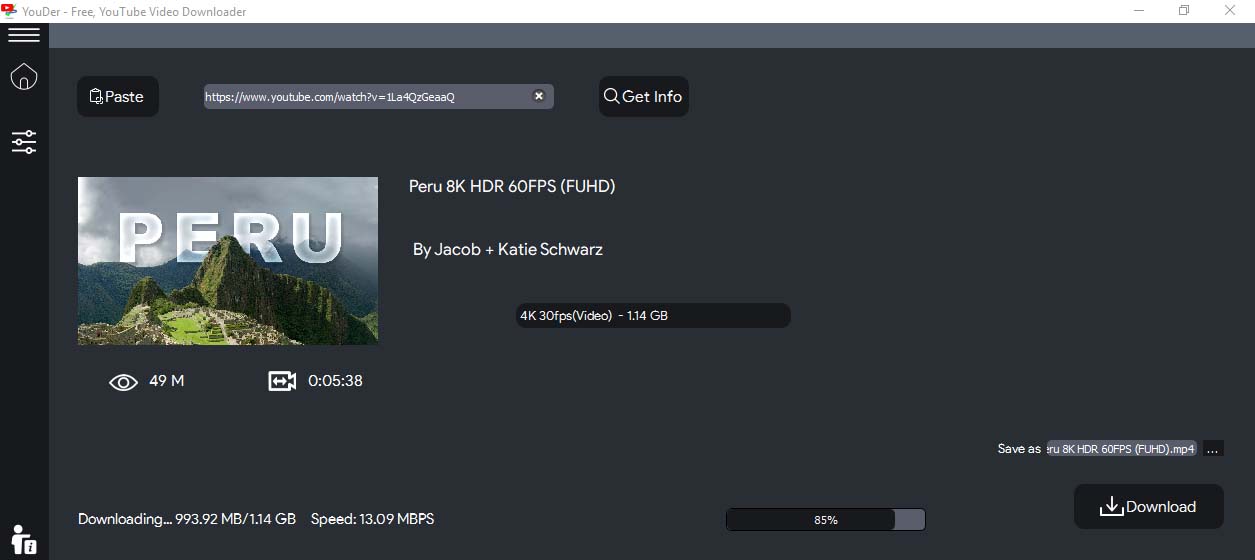 YouDer - Free, YouTube Video Downloader
Paste
https://www.youtube.com/watch?v=1La4QzGeaaQ
Get Info
PERU
Peru 8K HDR 60FPS (FUHD)
By Jacob + Katie Schwarz
4K 30fps(Video) - 1.14 GB
49 M
0:05:38
Save as eru 8K HDR 60FPS (FUHD).mp4 ...
Downloading... 993.92 MB/1.14 GB Speed: 13.09 MBPS
85%
Download